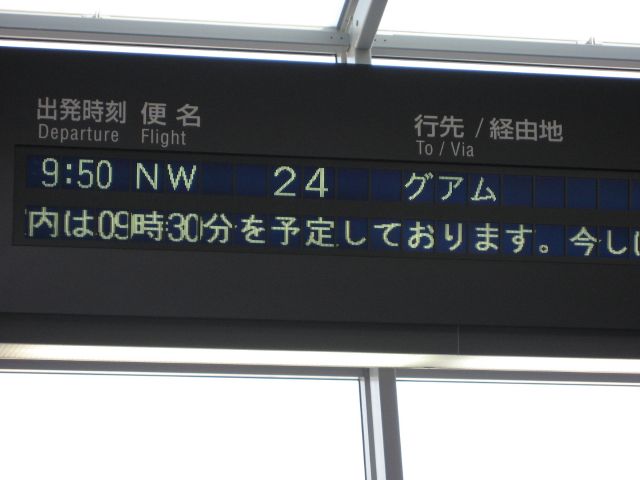 出発時刻 便名 行先 / 経由地
Departure Flight To / Via
9:50 NW 24 グアム
内は09時30分を予定しております。今し